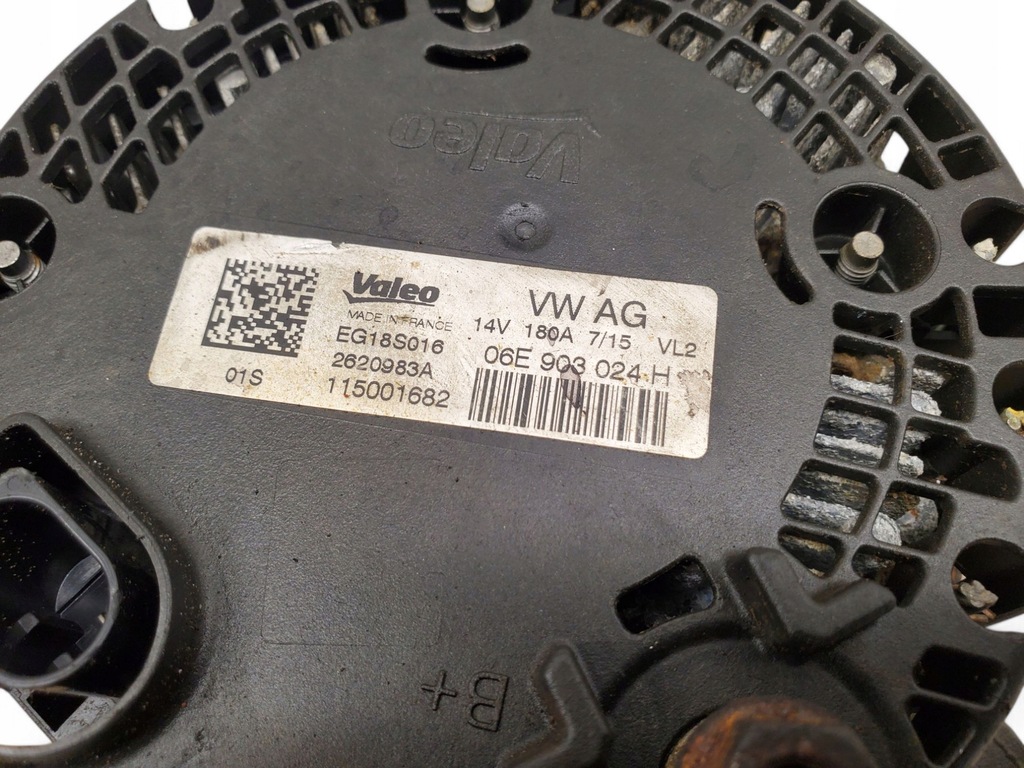 Valeo
Valeo
MADE IN FRANCE
EG18S016
2620983A
115001682
01S
VW AG
14V 180A 7/15 VL2
06E 903 024 H
B+